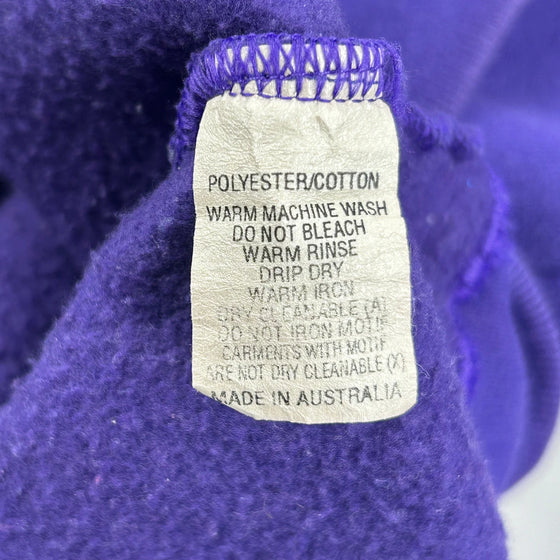 POLYESTER/COTTON
WARM MACHINE WASH
DO NOT BLEACH
WARM RINSE
DRIP DRY
WARM IRON
DRY CLEANABLE (A)
DO NOT IRON MOTIF
GARMENTS WITH MOTIF
ARE NOT DRY CLEANABLE (X)
MADE IN AUSTRALIA